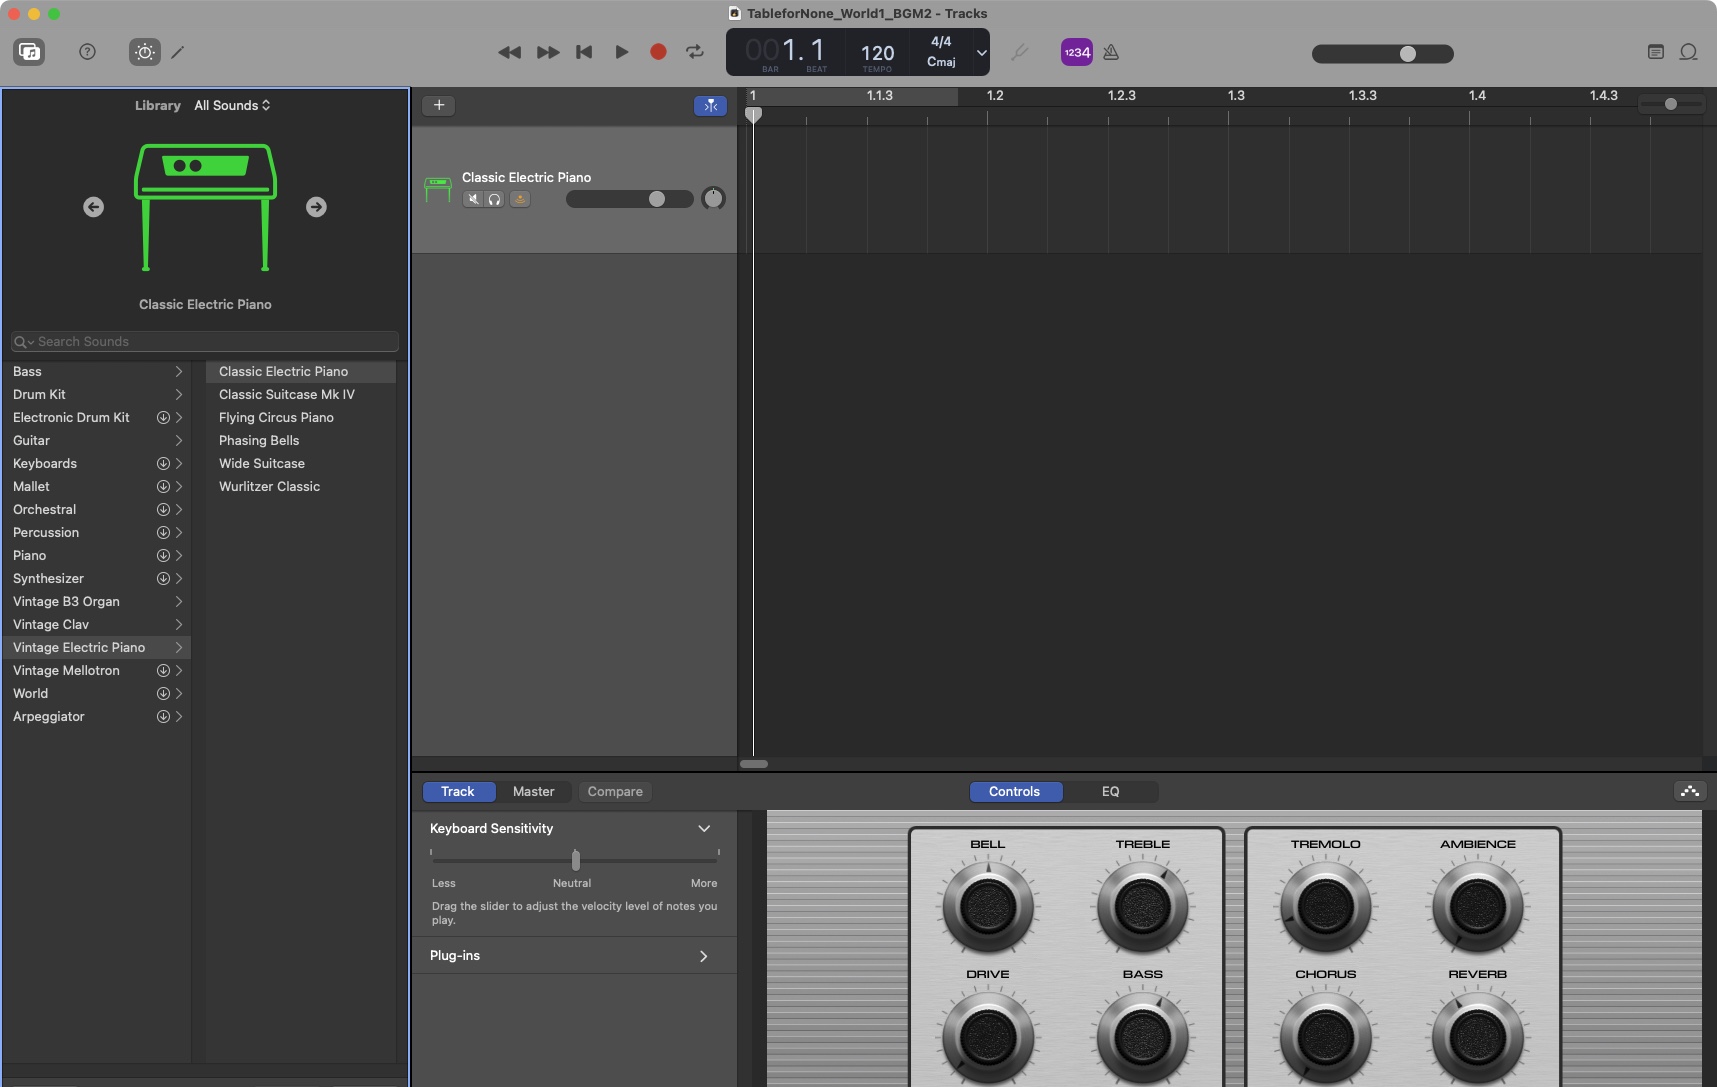 TableforNone_World1_BGM2 - Tracks
001.1
BAR
BEAT
120
TEMPO
4/4
Cmaj
1234
Library
All Sounds
Classic Electric Piano
Search Sounds
Bass
Drum Kit
Electronic Drum Kit
Guitar
Keyboards
Mallet
Orchestral
Percussion
Piano
Synthesizer
Vintage B3 Organ
Vintage Clav
Vintage Electric Piano
Vintage Mellotron
World
Arpeggiator
Classic Electric Piano
Classic Suitcase Mk IV
Flying Circus Piano
Phasing Bells
Wide Suitcase
Wurlitzer Classic
1
1.1.3
1.2
1.2.3
1.3
1.3.3
1.4
1.4.3
Classic Electric Piano
Track
Master
Compare
Controls
EQ
Keyboard Sensitivity
Less
Neutral
More
Drag the slider to adjust the velocity level of notes you
play.
Plug-ins
BELL
TREBLE
TREMOLO
AMBIENCE
DRIVE
BASS
CHORUS
REVERB